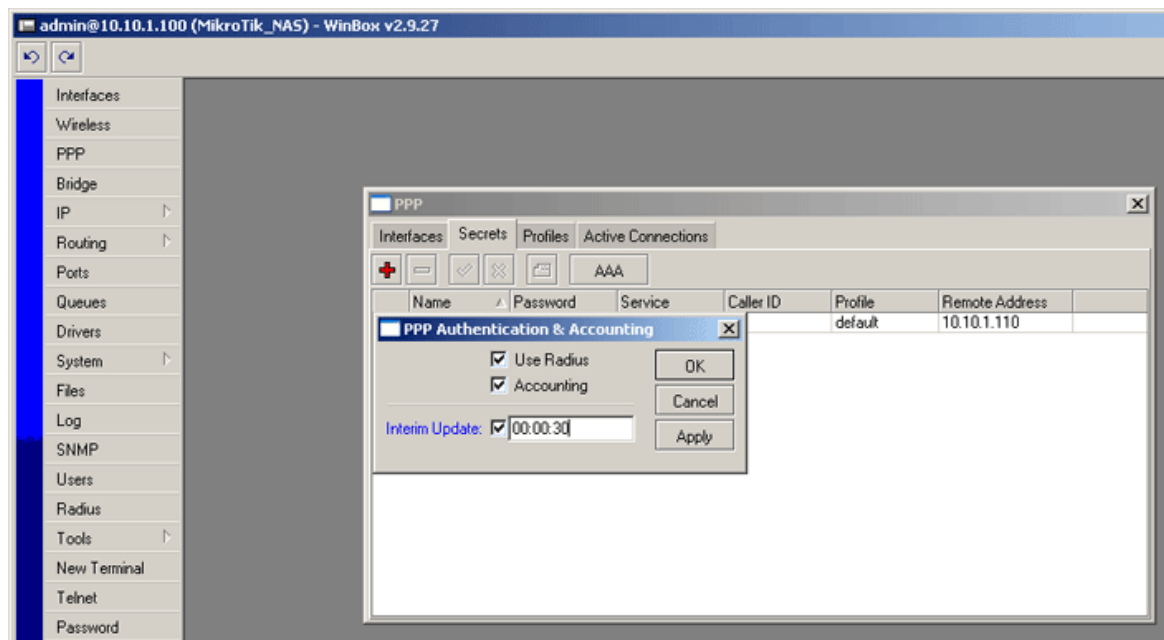 admin@10.10.1.100 (MikroTik_NAS) - WinBox v2.9.27
Interfaces
Wireless
PPP
Bridge
IP
Routing
Ports
Queues
Drivers
System
Files
Log
SNMP
Users
Radius
Tools
New Terminal
Telnet
Password
PPP
Interfaces Secrets Profiles Active Connections
AAA
Name Password Service Caller ID Profile Remote Address
default 10.10.1.110
PPP Authentication & Accounting
Use Radius
Accounting
Interim Update: 00:00:30
OK
Cancel
Apply